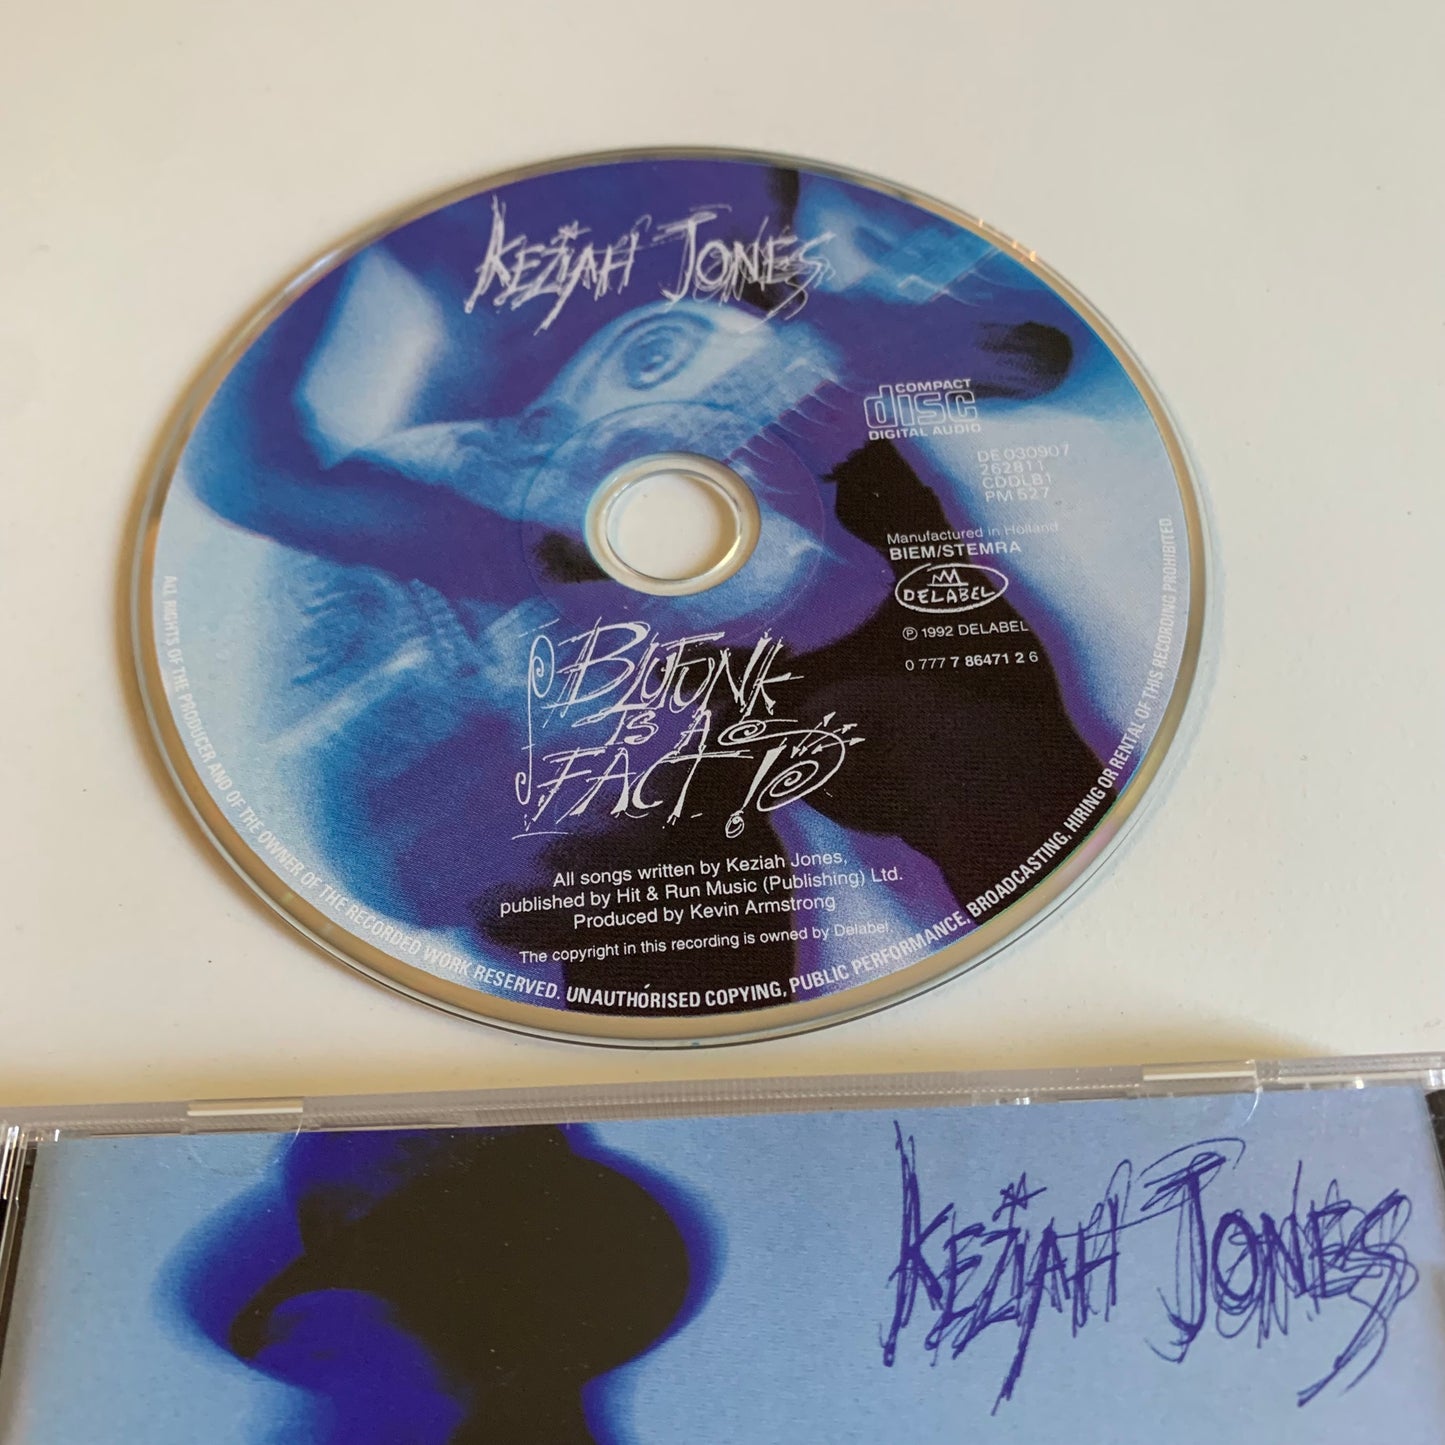 KEZIAH JONES
COMPACT
disc
DIGITAL AUDIO
DE 030907
262811
CDDLB1
PM 527
Manufactured in Holland
BIEM/STEMRA
DELABEL
℗ 1992 DELABEL
0 777 7 86471 2 6
BLUFUNK
IS A
FACT!
All songs written by Keziah Jones,
published by Hit & Run Music (Publishing) Ltd.
Produced by Kevin Armstrong
The copyright in this recording is owned by Delabel.
ALL RIGHTS OF THE PRODUCER AND OF THE OWNER OF THE RECORDED WORK RESERVED. UNAUTHORISED COPYING, PUBLIC PERFORMANCE, BROADCASTING, HIRING OR RENTAL OF THIS RECORDING PROHIBITED.
KEZIAH JONES